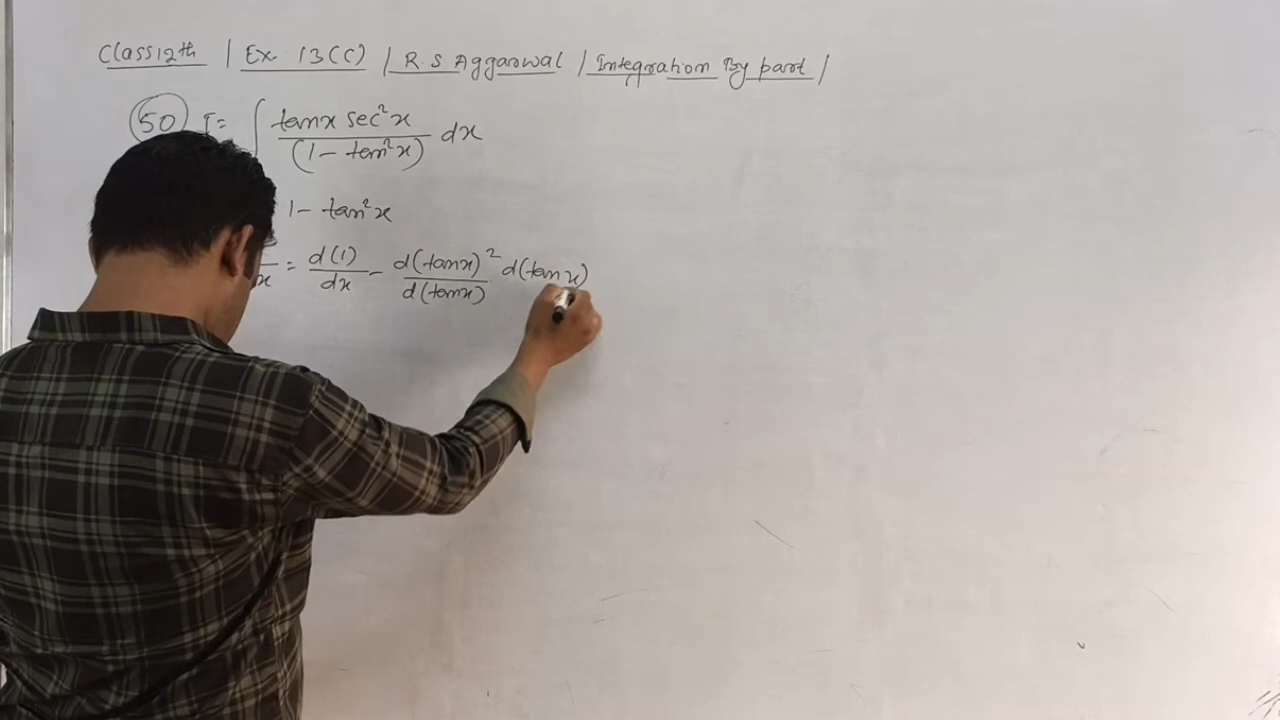 Class 12th / Ex. 13(C) / R S Aggarwal / Integration By part /
(50) I = ∫ tanx sec²x / (1 - tan²x) dx
1 - tan²x
x = d(1)/dx - d(tanx)²/d(tanx) d(tanx)